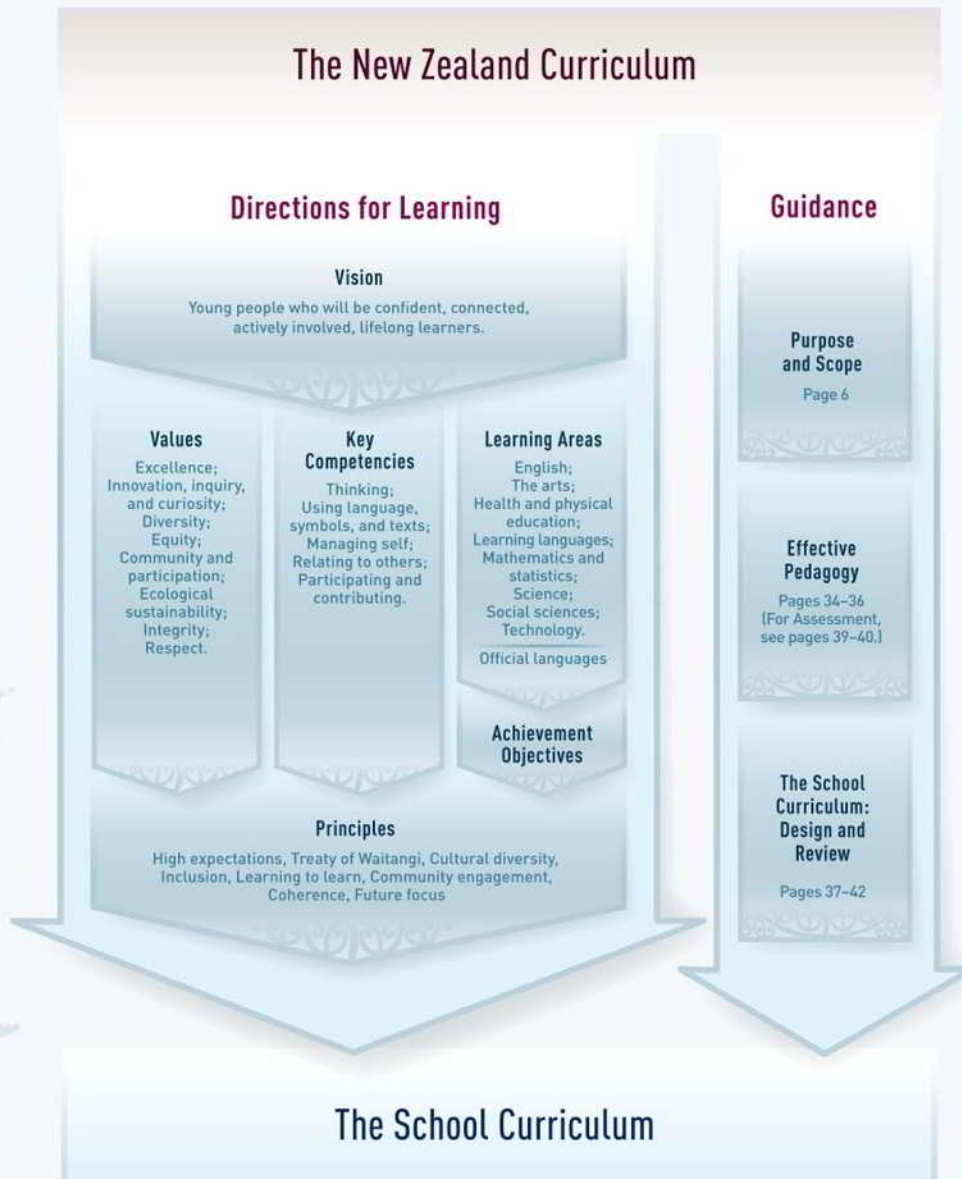 The New Zealand Curriculum
Directions for Learning
Vision
Young people who will be confident, connected,
actively involved, lifelong learners.
Values
Excellence;
Innovation, inquiry,
and curiosity;
Diversity;
Equity;
Community and
participation;
Ecological
sustainability;
Integrity;
Respect.
Key
Competencies
Thinking;
Using language,
symbols, and texts;
Managing self;
Relating to others;
Participating and
contributing.
Learning Areas
English;
The arts;
Health and physical
education;
Learning languages;
Mathematics and
statistics;
Science;
Social sciences;
Technology.
Official languages
Achievement
Objectives
Principles
High expectations, Treaty of Waitangi, Cultural diversity,
Inclusion, Learning to learn, Community engagement,
Coherence, Future focus
Guidance
Purpose
and Scope
Page 6
Effective
Pedagogy
Pages 34–36
(For Assessment,
see pages 39–40.)
The School
Curriculum:
Design and
Review
Pages 37–42
The School Curriculum